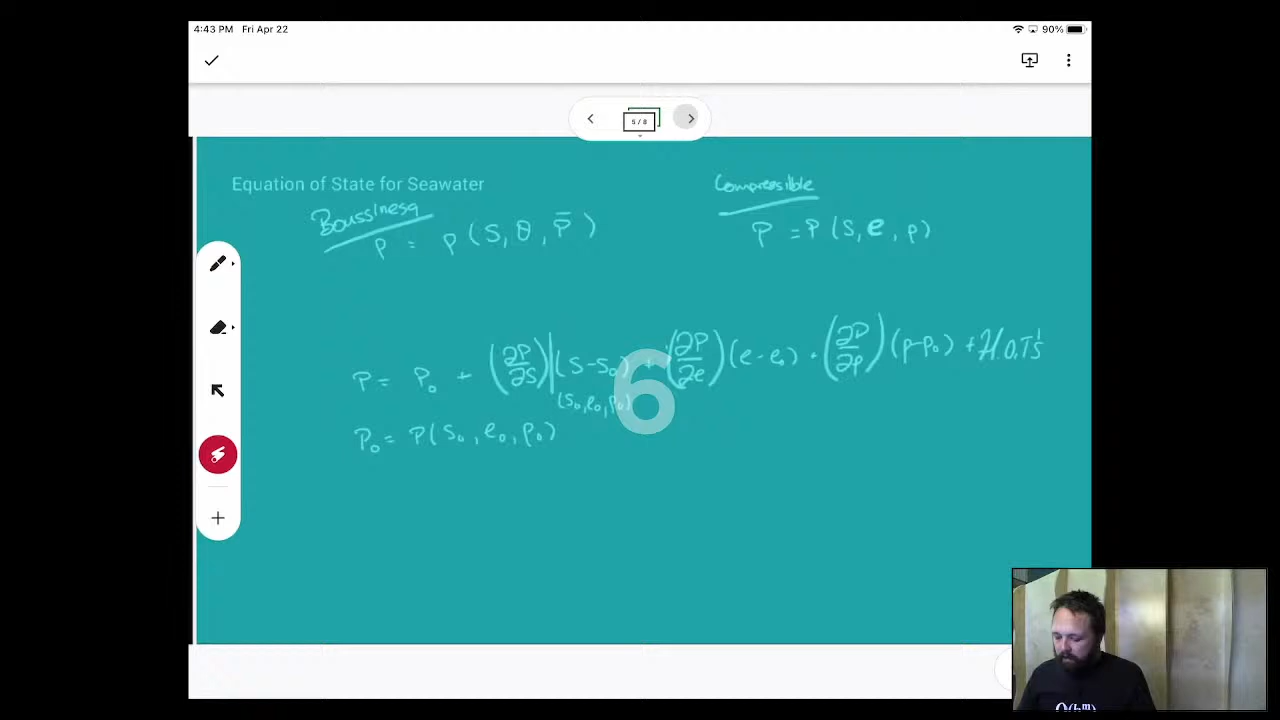 4:43 PM Fri Apr 22
90%
5 / 8
Equation of State for Seawater
Boussinesq
ρ = ρ (S, θ, p̄)
Compressible
P = P (S, e, ρ)
P = P₀ + (∂P/∂S)|(S₀,e₀,ρ₀) (S-S₀) + (∂P/∂e) (e-e₀) + (∂P/∂ρ) (ρ-ρ₀) + H.O.T's
P₀ = P(S₀, e₀, ρ₀)
6